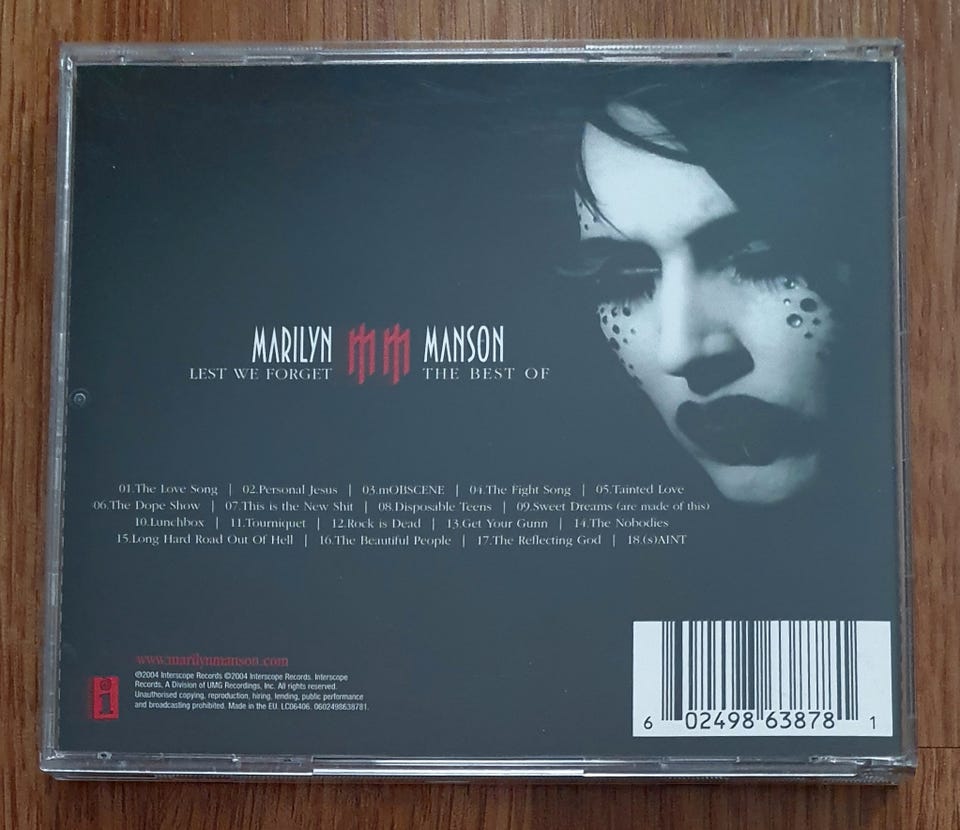 MARILYN MANSON
LEST WE FORGET THE BEST OF
01.The Love Song | 02.Personal Jesus | 03.mOBSCENE | 04.The Fight Song | 05.Tainted Love
06.The Dope Show | 07.This is the New Shit | 08.Disposable Teens | 09.Sweet Dreams (are made of this)
10.Lunchbox | 11.Tourniquet | 12.Rock is Dead | 13.Get Your Gunn | 14.The Nobodies
15.Long Hard Road Out Of Hell | 16.The Beautiful People | 17.The Reflecting God | 18.(s)AINT
www.marilynmanson.com
℗2004 Interscope Records ©2004 Interscope Records. Interscope
Records, A Division of UMG Recordings, Inc. All rights reserved.
Unauthorised copying, reproduction, hiring, lending, public performance
and broadcasting prohibited. Made in the EU. LC06406. 0602498638781.
i
6 02498 63878 1